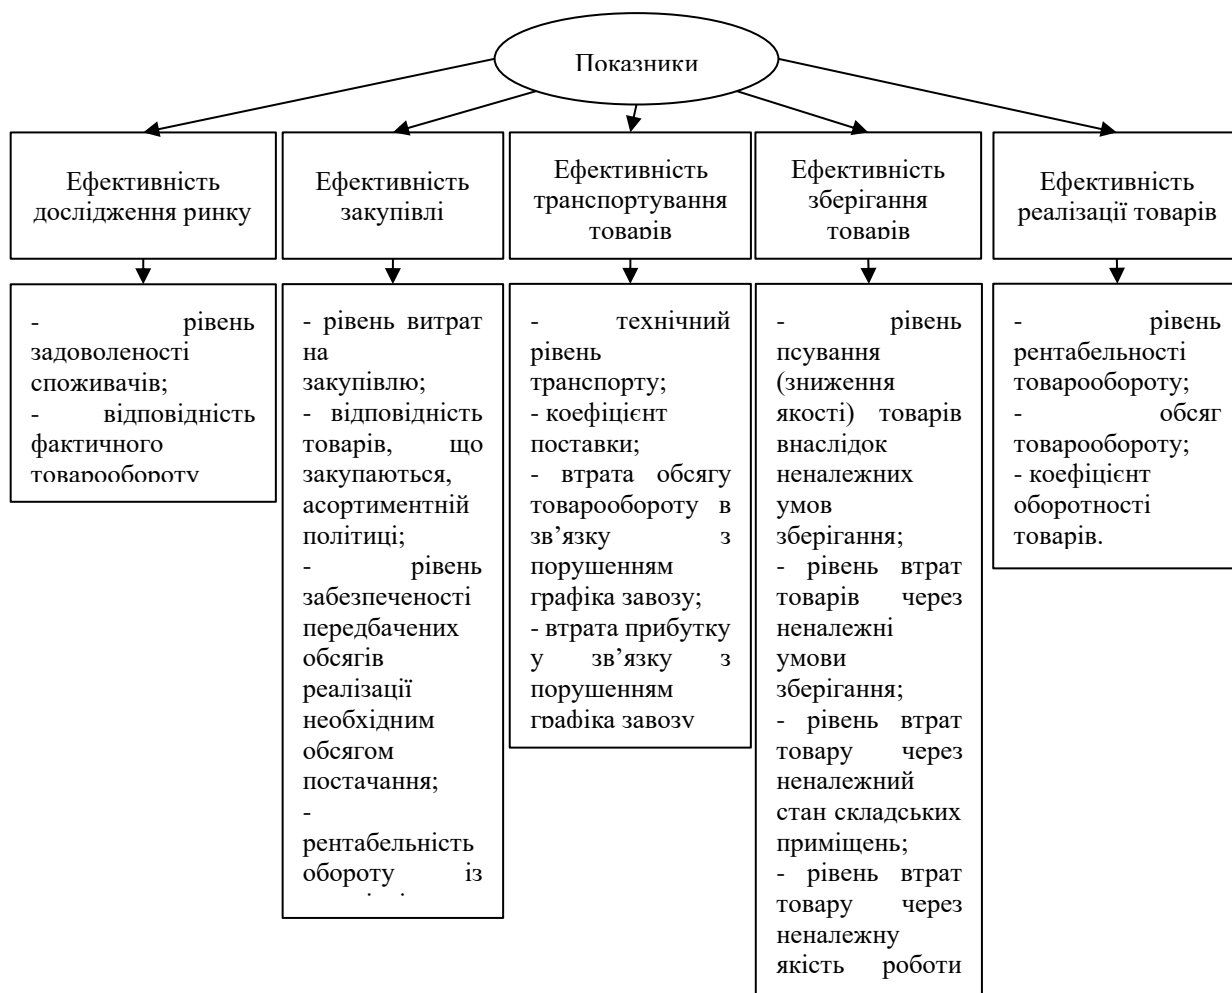 Показники
Ефективність
дослідження ринку
Ефективність
закупівлі
Ефективність
транспортування
товарів
Ефективність
зберігання
товарів
Ефективність
реалізації товарів
- рівень
задоволеності
споживачів;
- відповідність
фактичного
товарообороту
- рівень витрат
на
закупівлю;
- відповідність
товарів, що
закупаються,
асортиментній
політиці;
- рівень
забезпеченості
передбачених
обсягів
реалізації
необхідним
обсягом
постачання;
-
рентабельність
обороту із
- технічний
рівень
транспорту;
- коефіцієнт
поставки;
- втрата обсягу
товарообороту в
зв’язку з
порушенням
графіка завозу;
- втрата прибутку
у зв’язку з
порушенням
графіка завозу
- рівень
псування
(зниження
якості) товарів
внаслідок
неналежних
умов
зберігання;
- рівень втрат
товарів через
неналежні
умови
зберігання;
- рівень втрат
товару через
неналежний
стан складських
приміщень;
- рівень втрат
товару через
неналежну
якість роботи
- рівень
рентабельності
товарообороту;
- обсяг
товарообороту;
- коефіцієнт
оборотності
товарів.